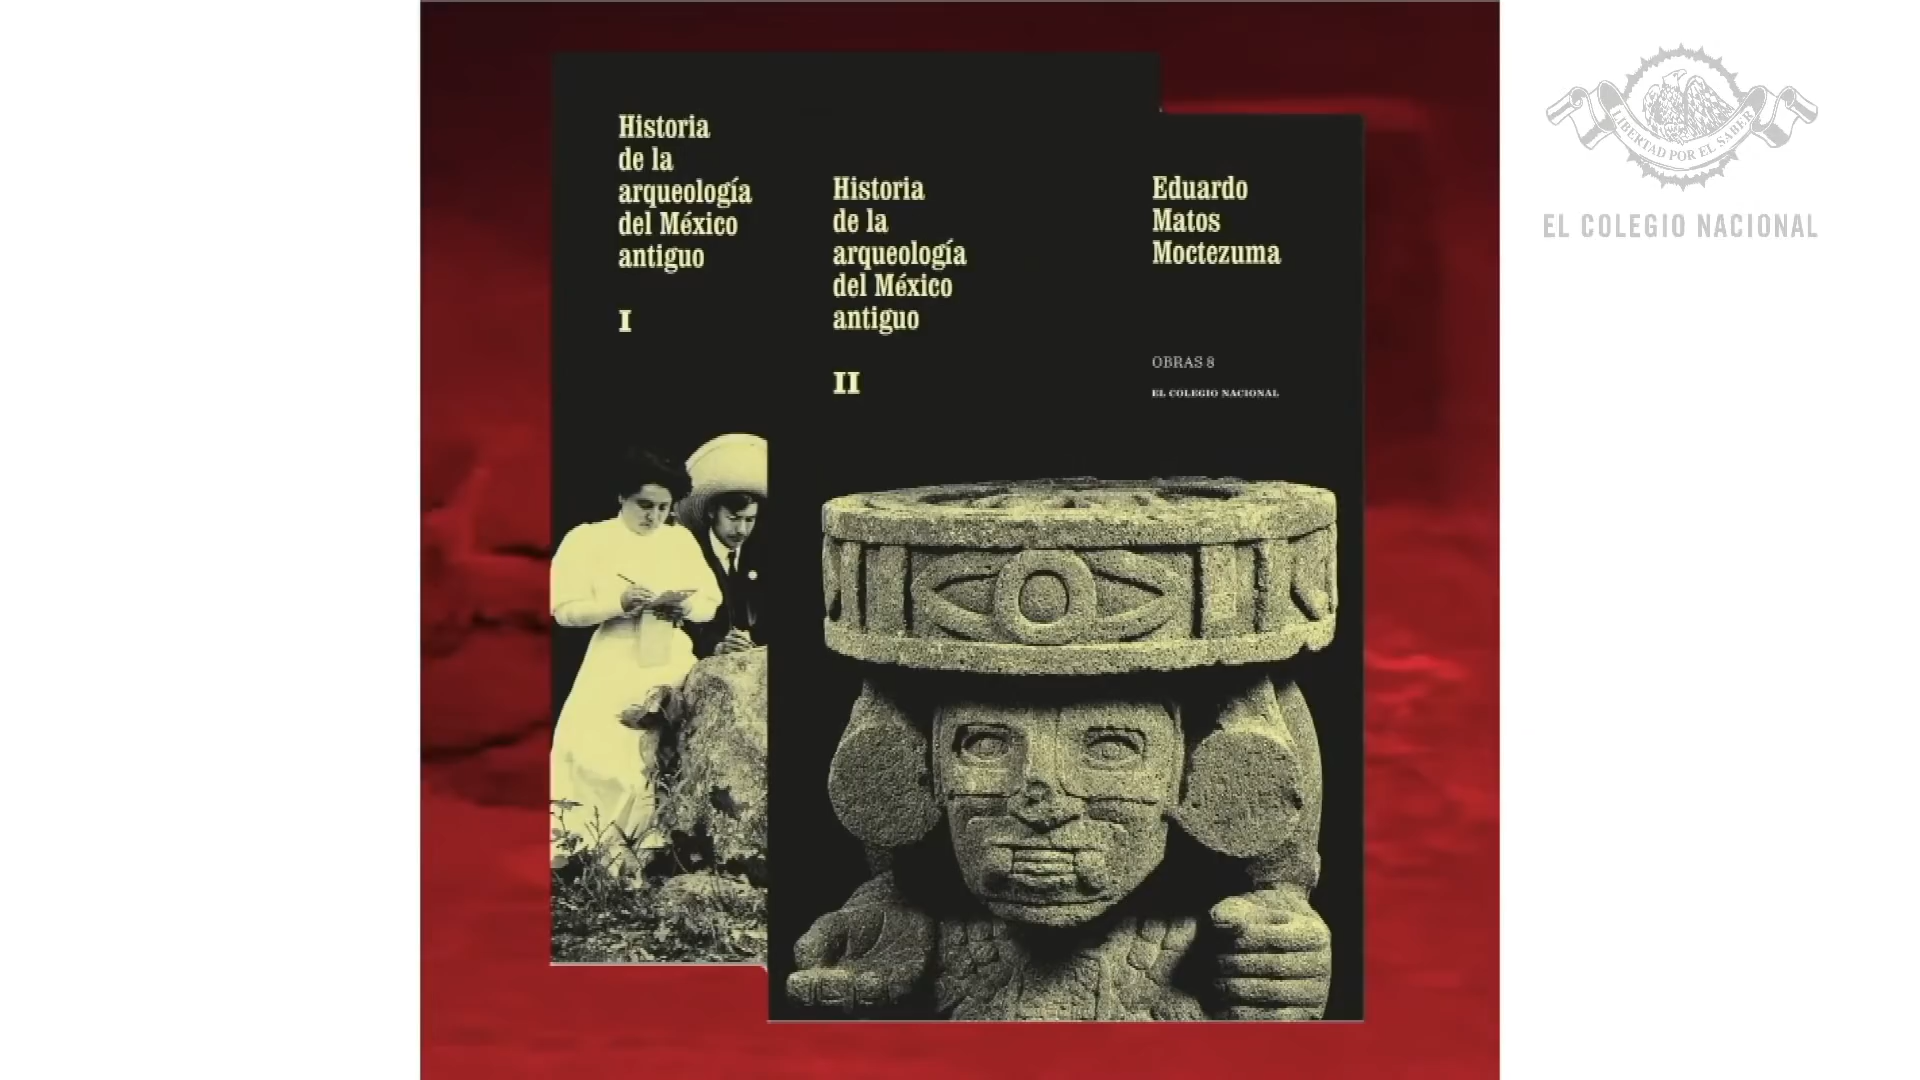 Historia
de la
arqueología
del México
antiguo
I
Historia
de la
arqueología
del México
antiguo
II
Eduardo
Matos
Moctezuma
OBRAS 8
EL COLEGIO NACIONAL
LIBERTAD POR EL SABER
EL COLEGIO NACIONAL